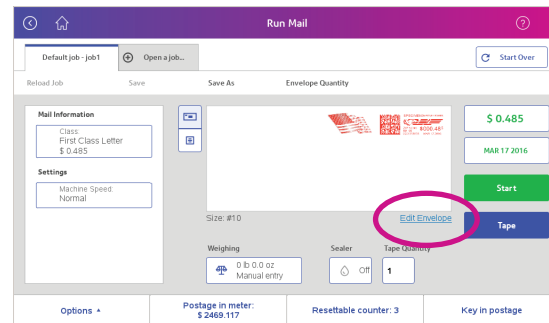 Run Mail
?
Default job - job1
Open a job...
Start Over
Reload Job
Save
Save As
Envelope Quantity
Mail Information
Class:
First Class Letter
$ 0.485
Settings
Machine Speed:
Normal
$000.485
$ 0.485
MAR 17 2016
Start
Tape
Size: #10
Edit Envelope
Weighing
0 lb 0.0 oz
Manual entry
Sealer
Off
Tape Quantity
1
Options
Postage in meter:
$ 2469.117
Resettable counter: 3
Key in postage